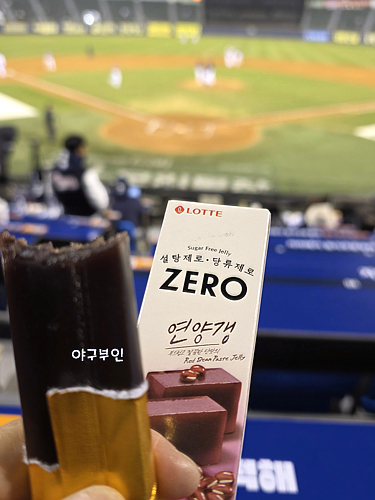 LOTTE
Sugar Free Jelly
설탕제로·당류제로
ZERO
연양갱
Red Bean Paste Jelly
야구부인